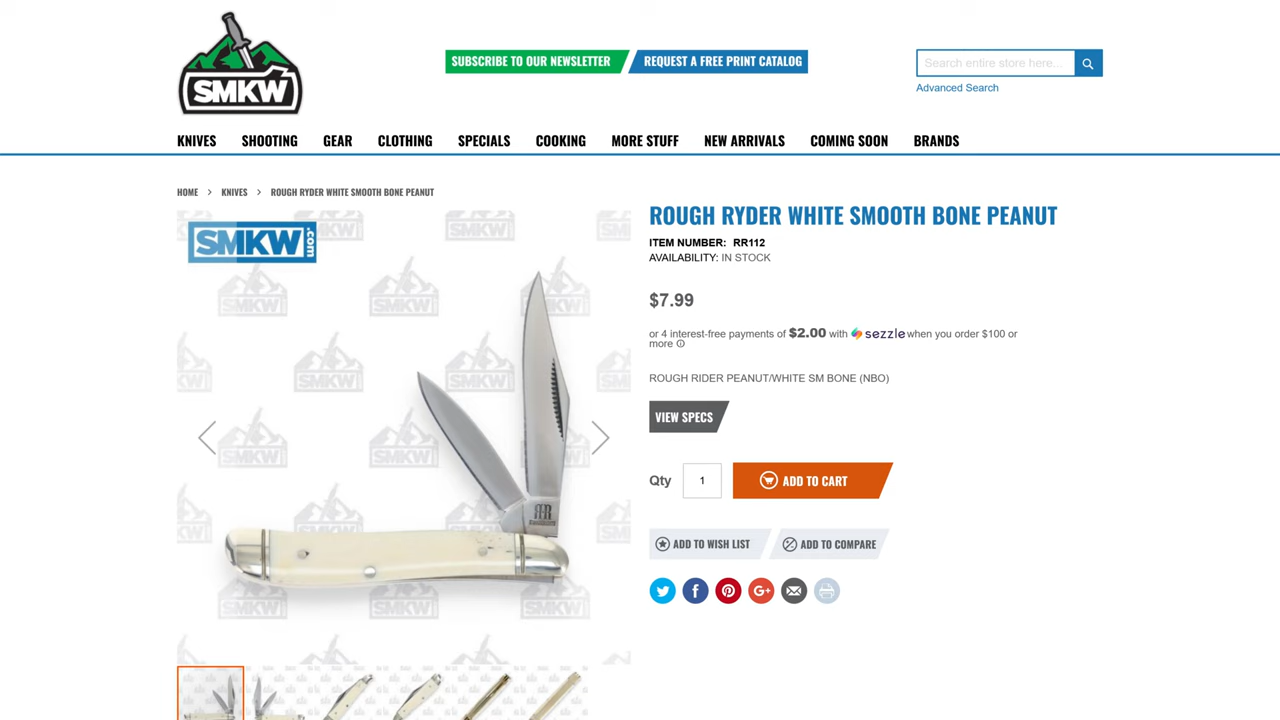 SMKW
SUBSCRIBE TO OUR NEWSLETTER
REQUEST A FREE PRINT CATALOG
Search entire store here...
Advanced Search
KNIVES SHOOTING GEAR CLOTHING SPECIALS COOKING MORE STUFF NEW ARRIVALS COMING SOON BRANDS
HOME > KNIVES > ROUGH RYDER WHITE SMOOTH BONE PEANUT
SMKW.com
ROUGH RYDER WHITE SMOOTH BONE PEANUT
ITEM NUMBER: RR112
AVAILABILITY: IN STOCK
$7.99
or 4 interest-free payments of $2.00 with sezzle when you order $100 or
more
ROUGH RIDER PEANUT/WHITE SM BONE (NBO)
VIEW SPECS
Qty 1 ADD TO CART
ADD TO WISH LIST ADD TO COMPARE